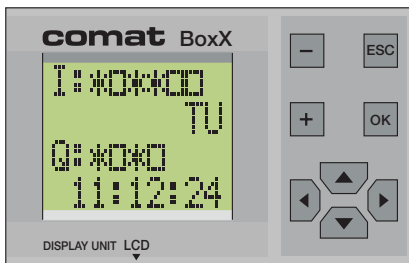 comat BoxX
I:*□**□□
TU
Q:*□*□
11:12:24
DISPLAY UNIT LCD
- ESC
+ OK